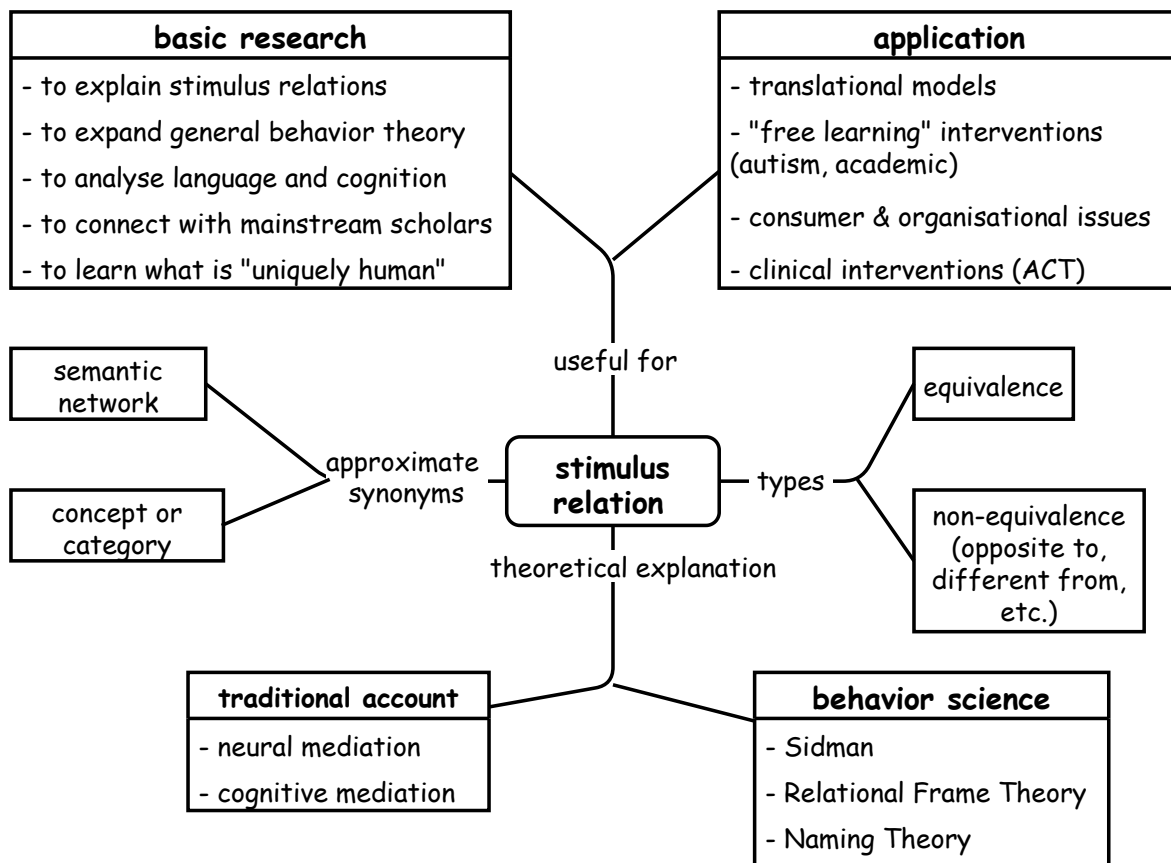 basic research
- to explain stimulus relations
- to expand general behavior theory
- to analyse language and cognition
- to connect with mainstream scholars
- to learn what is "uniquely human"
application
- translational models
- "free learning" interventions
(autism, academic)
- consumer & organisational issues
- clinical interventions (ACT)
useful for
semantic
network
concept or
category
approximate
synonyms
stimulus
relation
types
equivalence
non-equivalence
(opposite to,
different from,
etc.)
theoretical explanation
traditional account
- neural mediation
- cognitive mediation
behavior science
- Sidman
- Relational Frame Theory
- Naming Theory